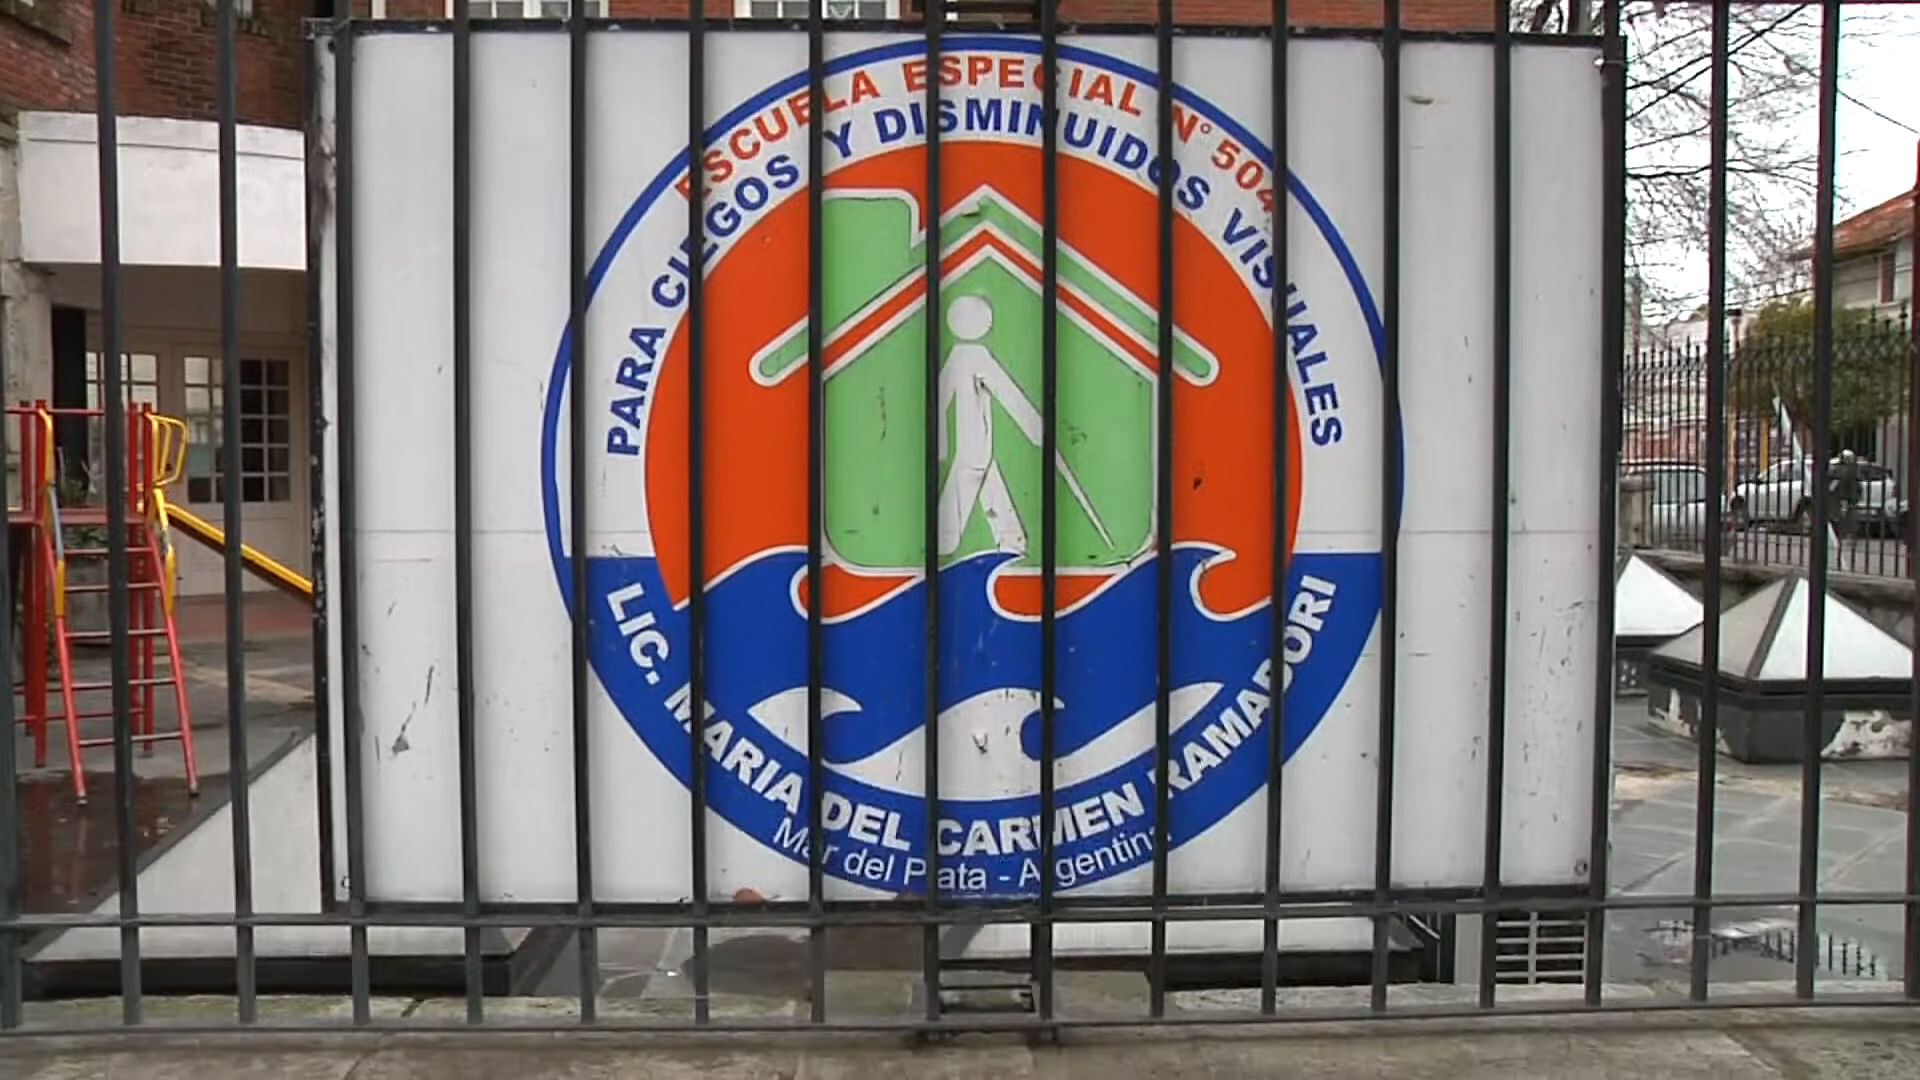 ESCUELA ESPECIAL N° 504
PARA CIEGOS Y DISMINUIDOS VISUALES
LIC. MARIA DEL CARMEN RAMADORI
Mar del Plata - Argentina